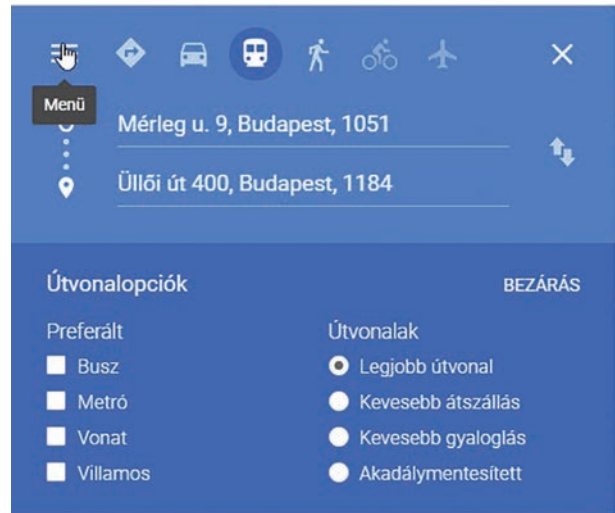 Menü
Mérleg u. 9, Budapest, 1051
Üllői út 400, Budapest, 1184
Útvonalopciók
BEZÁRÁS
Preferált
Busz
Metró
Vonat
Villamos
Útvonalak
Legjobb útvonal
Kevesebb átszállás
Kevesebb gyaloglás
Akadálymentesített